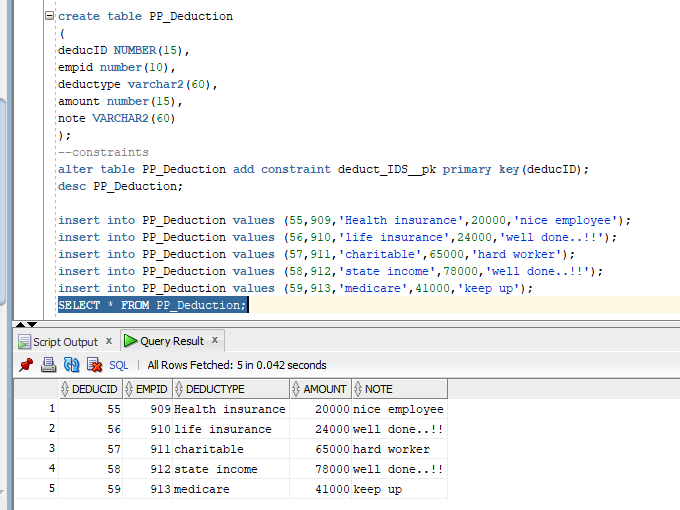 create table PP_Deduction
(
deducID NUMBER(15),
empid number(10),
deductype varchar2(60),
amount number(15),
note VARCHAR2(60)
);
--constraints
alter table PP_Deduction add constraint deduct_IDS__pk primary key(deducID);
desc PP_Deduction;
insert into PP_Deduction values (55,909,'Health insurance',20000,'nice employee');
insert into PP_Deduction values (56,910,'life insurance',24000,'well done..!!');
insert into PP_Deduction values (57,911,'charitable',65000,'hard worker');
insert into PP_Deduction values (58,912,'state income',78000,'well done..!!');
insert into PP_Deduction values (59,913,'medicare',41000,'keep up');
SELECT * FROM PP_Deduction;
Script Output x Query Result x
SQL | All Rows Fetched: 5 in 0.042 seconds
DEDUCID EMPID DEDUCTYPE AMOUNT NOTE
1 55 909 Health insurance 20000 nice employee
2 56 910 life insurance 24000 well done..!!
3 57 911 charitable 65000 hard worker
4 58 912 state income 78000 well done..!!
5 59 913 medicare 41000 keep up